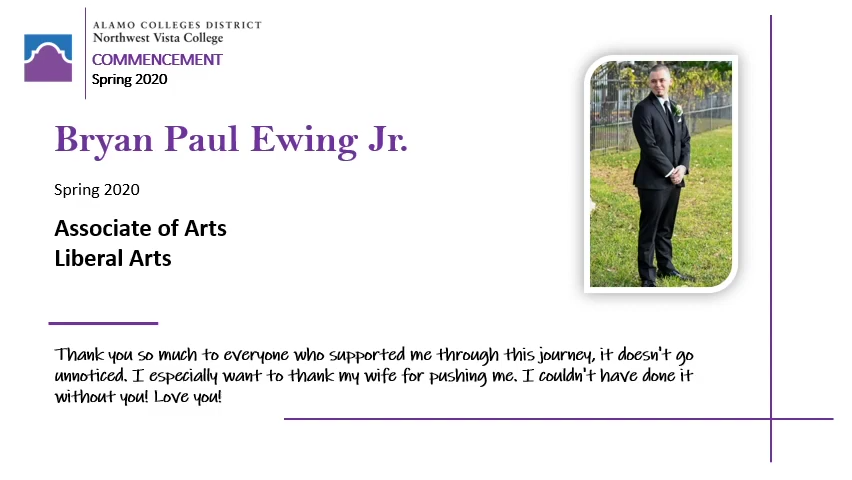 ALAMO COLLEGES DISTRICT
Northwest Vista College
COMMENCEMENT
Spring 2020
Bryan Paul Ewing Jr.
Spring 2020
Associate of Arts
Liberal Arts
Thank you so much to everyone who supported me through this journey, it doesn't go
unnoticed. I especially want to thank my wife for pushing me. I couldn't have done it
without you! Love you!